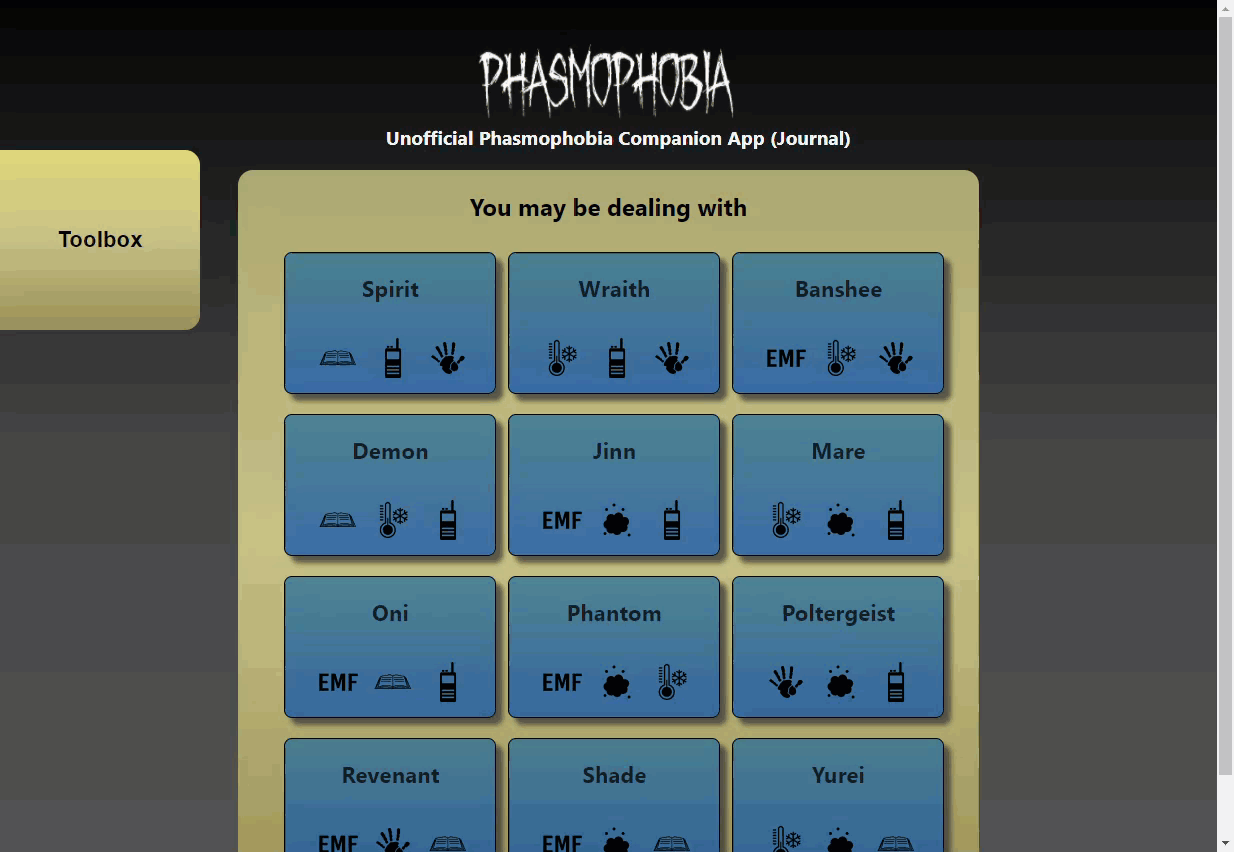 PHASMOPHOBIA
Unofficial Phasmophobia Companion App (Journal)
Toolbox
You may be dealing with
Spirit
Wraith
Banshee
EMF
Demon
Jinn
Mare
EMF
Oni
Phantom
Poltergeist
EMF
EMF
Revenant
Shade
Yurei
EMF
EMF